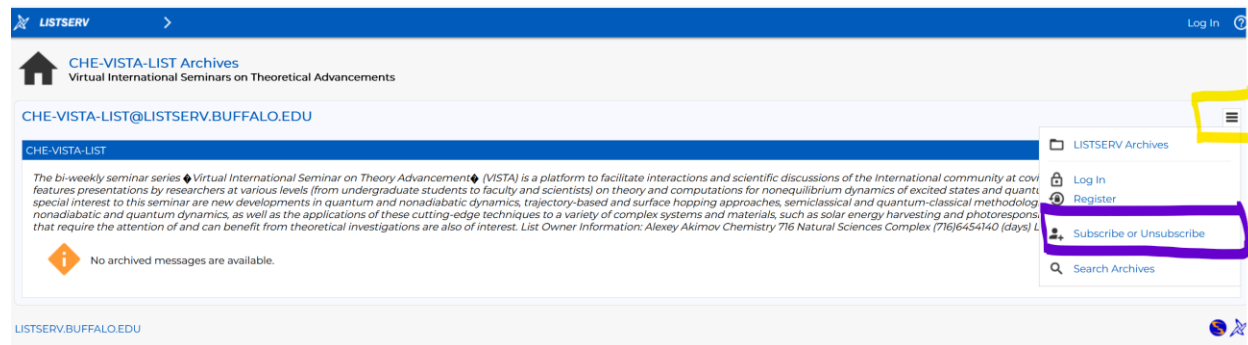 LISTSERV
Log In
CHE-VISTA-LIST Archives
Virtual International Seminars on Theoretical Advancements
CHE-VISTA-LIST@LISTSERV.BUFFALO.EDU
CHE-VISTA-LIST
The bi-weekly seminar series �Virtual International Seminar on Theory Advancement� (VISTA) is a platform to facilitate interactions and scientific discussions of the International community at
features presentations by researchers at various levels (from undergraduate students to faculty and scientists) on theory and computations for nonequilibrium dynamics of excited states and
special interest to this seminar are new developments in quantum and nonadiabatic dynamics, trajectory-based and surface hopping approaches, semiclassical and quantum-classical
nonadiabatic and quantum dynamics, as well as the applications of these cutting-edge techniques to a variety of complex systems and materials, such as solar energy harvesting and
that require the attention of and can benefit from theoretical investigations are also of interest. List Owner Information: Alexey Akimov Chemistry 716 Natural Sciences Complex (716)6454140 (days)
No archived messages are available.
LISTSERV Archives
Log In
Register
Subscribe or Unsubscribe
Search Archives
LISTSERV.BUFFALO.EDU